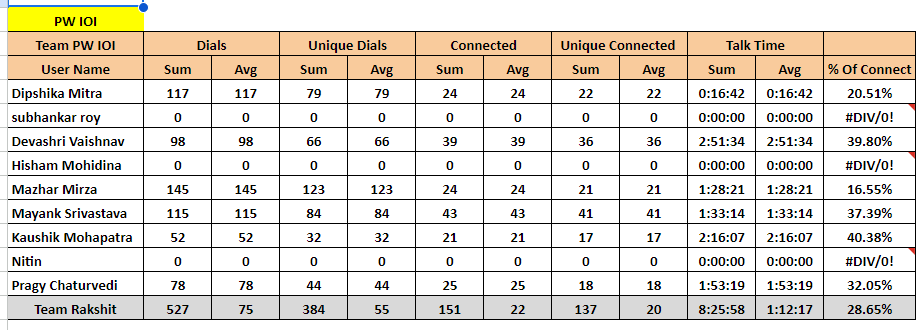 PW IOI
Team PW IOI Dials Unique Dials Connected Unique Connected Talk Time
User Name Sum Avg Sum Avg Sum Avg Sum Avg Sum Avg % Of Connect
Dipshika Mitra 117 117 79 79 24 24 22 22 0:16:42 0:16:42 20.51%
subhankar roy 0 0 0 0 0 0 0 0 0:00:00 0:00:00 #DIV/0!
Devashri Vaishnav 98 98 66 66 39 39 36 36 2:51:34 2:51:34 39.80%
Hisham Mohidina 0 0 0 0 0 0 0 0 0:00:00 0:00:00 #DIV/0!
Mazhar Mirza 145 145 123 123 24 24 21 21 1:28:21 1:28:21 16.55%
Mayank Srivastava 115 115 84 84 43 43 41 41 1:33:14 1:33:14 37.39%
Kaushik Mohapatra 52 52 32 32 21 21 17 17 2:16:07 2:16:07 40.38%
Nitin 0 0 0 0 0 0 0 0 0:00:00 0:00:00 #DIV/0!
Pragy Chaturvedi 78 78 44 44 25 25 18 18 1:53:19 1:53:19 32.05%
Team Rakshit 527 75 384 55 151 22 137 20 8:25:58 1:12:17 28.65%